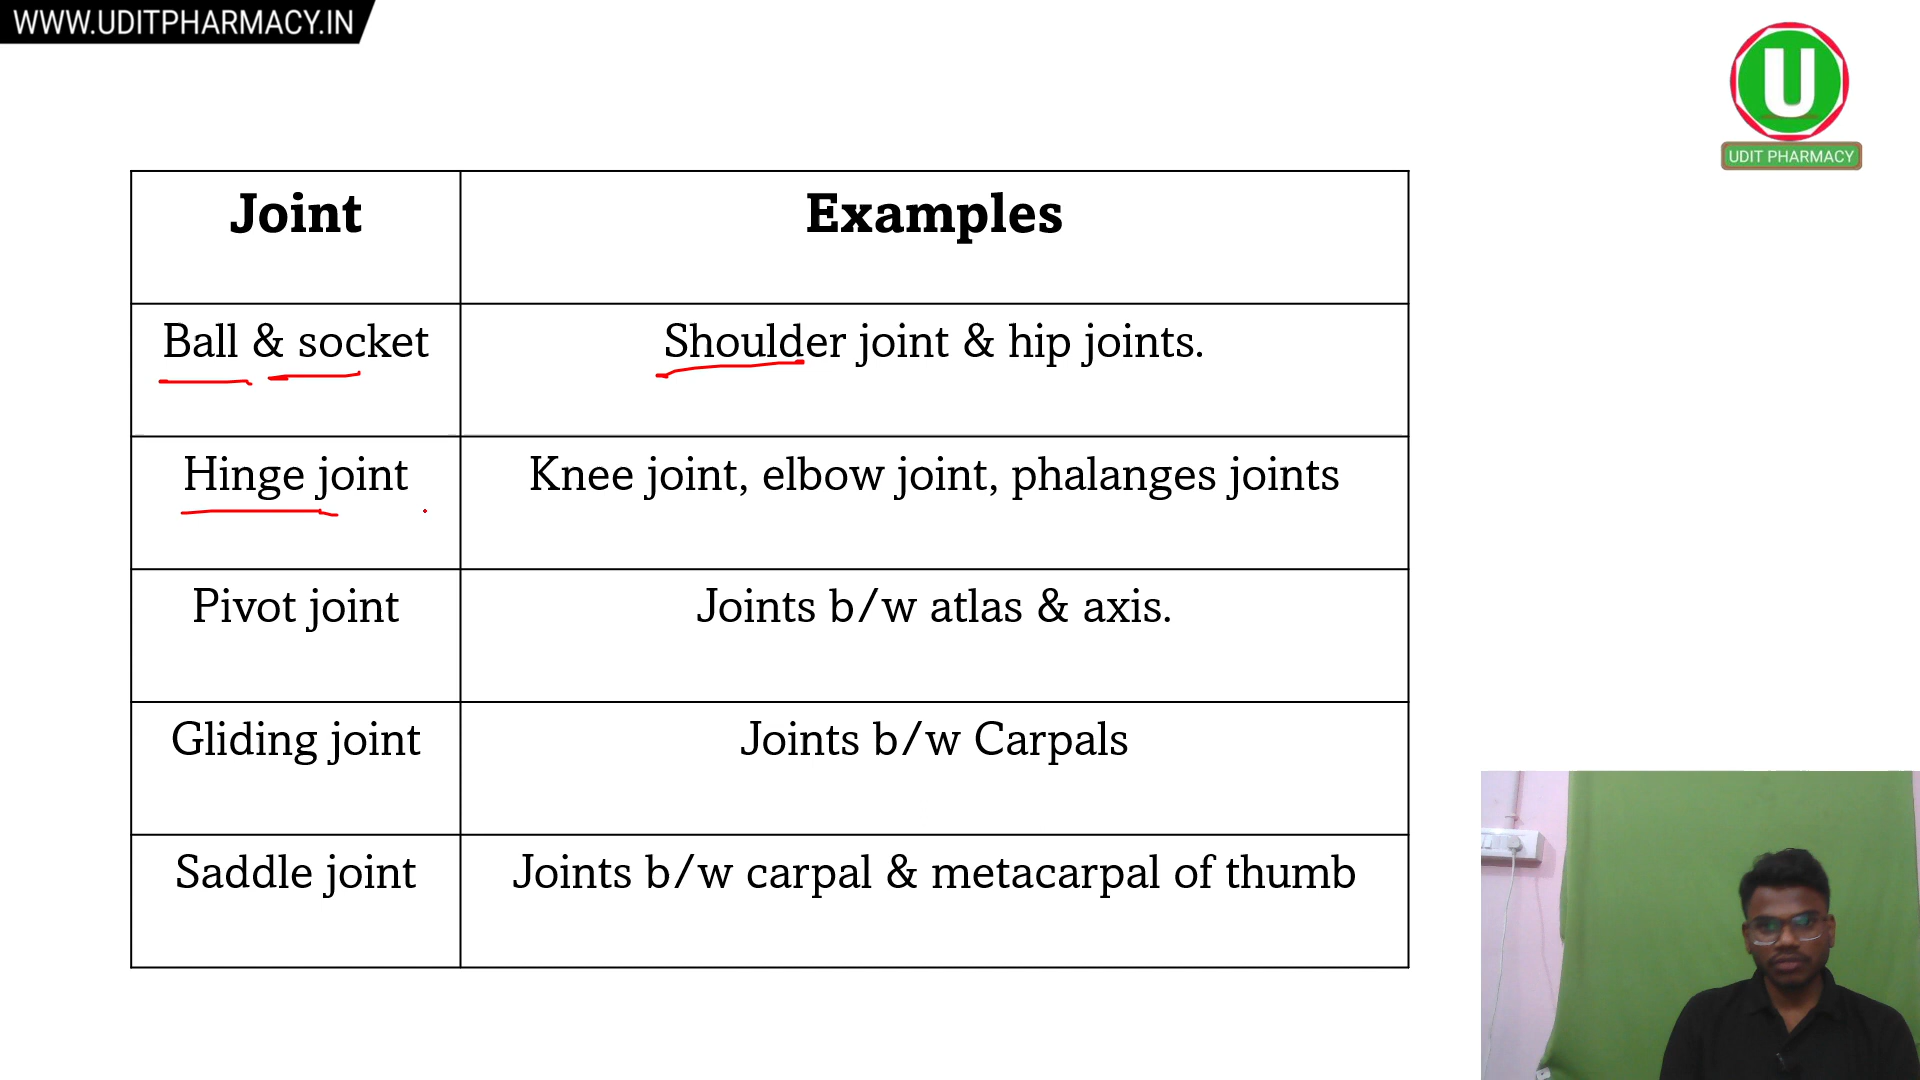 WWW.UDITPHARMACY.IN
U
UDIT PHARMACY
Joint Examples
Ball & socket Shoulder joint & hip joints.
Hinge joint Knee joint, elbow joint, phalanges joints
Pivot joint Joints b/w atlas & axis.
Gliding joint Joints b/w Carpals
Saddle joint Joints b/w carpal & metacarpal of thumb